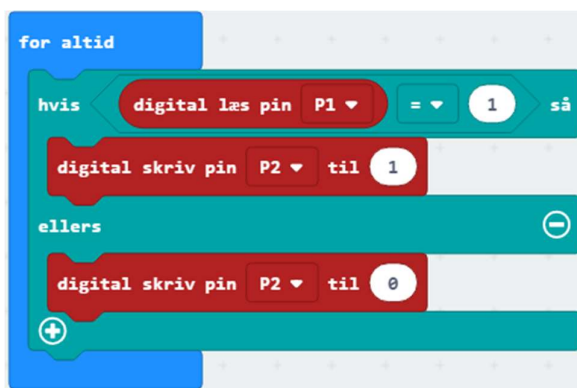 for altid
hvis digital læs pin P1 = 1 så
digital skriv pin P2 til 1
ellers
digital skriv pin P2 til 0